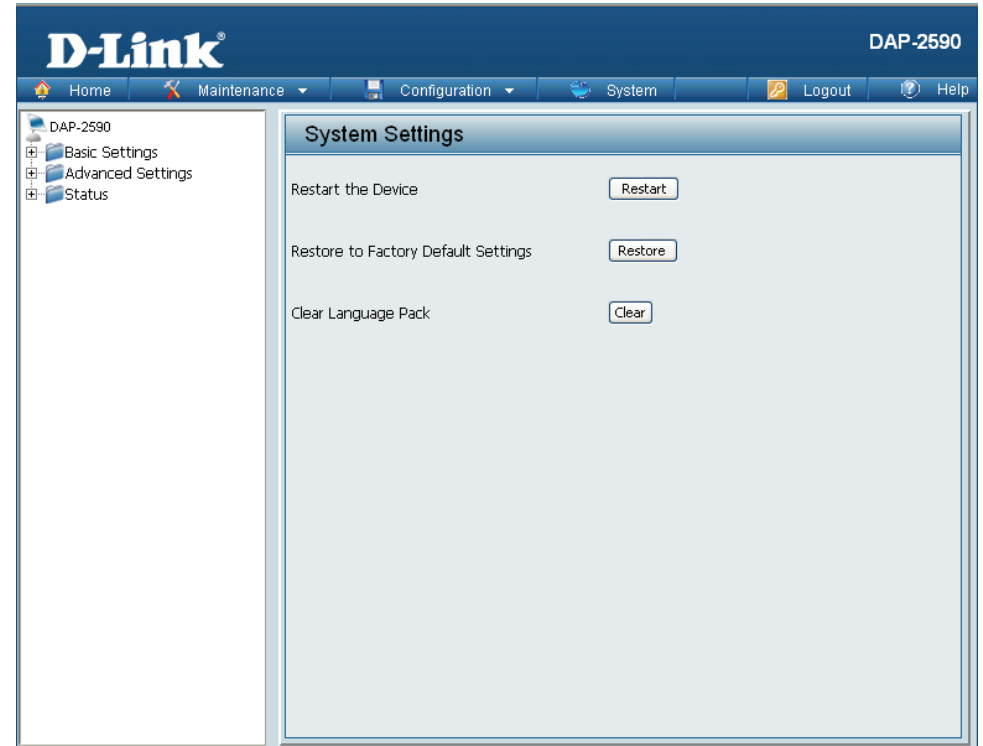 D-Link®
DAP-2590
Home Maintenance Configuration System Logout Help
DAP-2590
Basic Settings
Advanced Settings
Status
System Settings
Restart the Device Restart
Restore to Factory Default Settings Restore
Clear Language Pack Clear